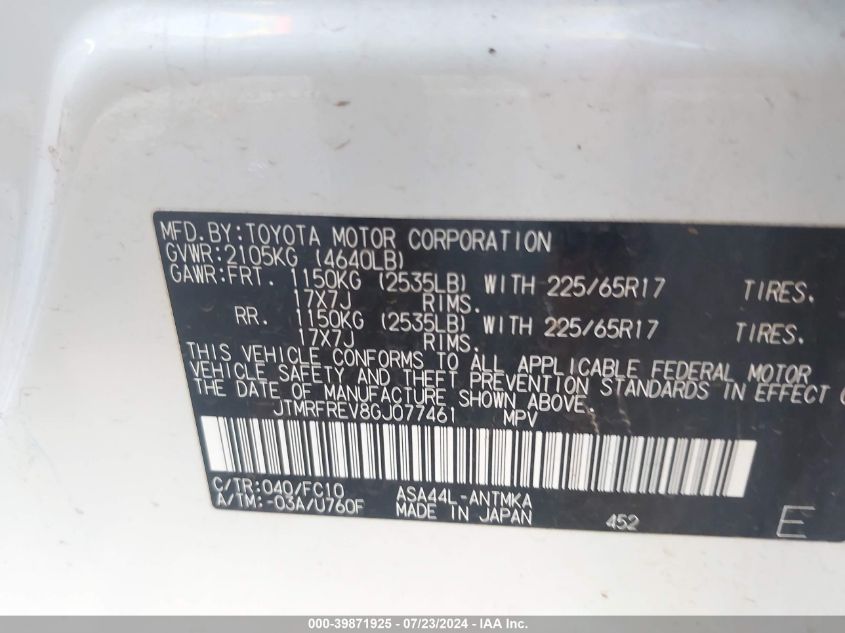 MFD.BY:TOYOTA MOTOR CORPORATION
GVWR:2105KG (4640LB)
GAWR:FRT. 1150KG (2535LB) WITH 225/65R17 TIRES.
17X7J RIMS.
RR. 1150KG (2535LB) WITH 225/65R17 TIRES.
17X7J RIMS.
THIS VEHICLE CONFORMS TO ALL APPLICABLE FEDERAL MOTOR
VEHICLE SAFETY AND THEFT PREVENTION STANDARDS IN EFFECT
THE DATE OF MANUFACTURE SHOWN ABOVE.
JTMRFREV8GJ077461 MPV
C/TR:040/FC10 ASA44L-ANTMKA
A/TM:-03A/U760F MADE IN JAPAN 452 E
000-39871925 - 07/23/2024 - © IAA Inc.